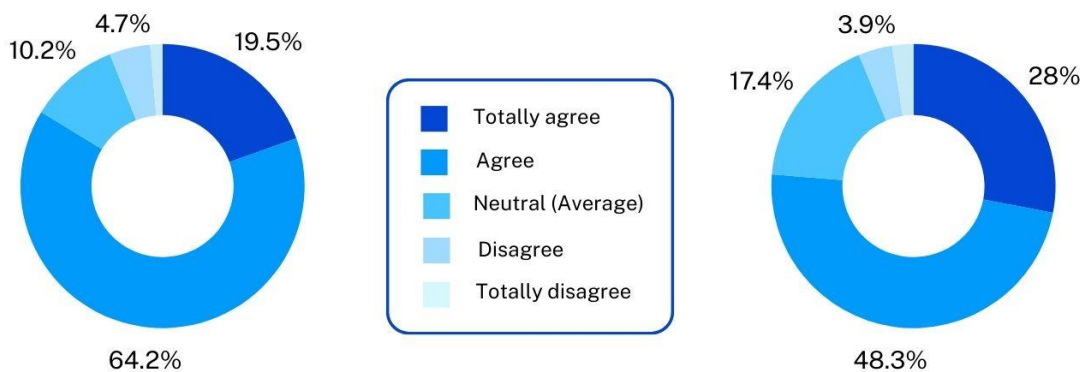 4.7%
10.2%
19.5%
64.2%
Totally agree
Agree
Neutral (Average)
Disagree
Totally disagree
3.9%
17.4%
28%
48.3%